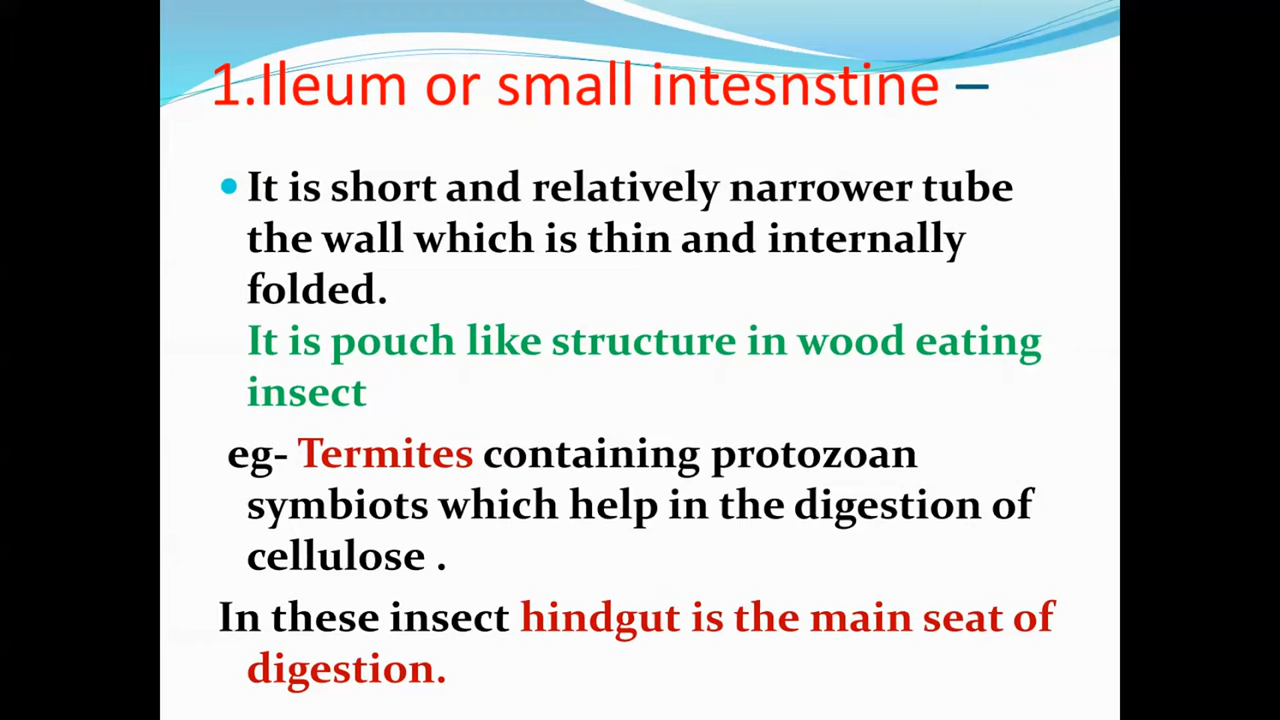 1.Ileum or small intesnstine –
• It is short and relatively narrower tube
the wall which is thin and internally
folded.
It is pouch like structure in wood eating
insect
eg- Termites containing protozoan
symbiots which help in the digestion of
cellulose .
In these insect hindgut is the main seat of
digestion.